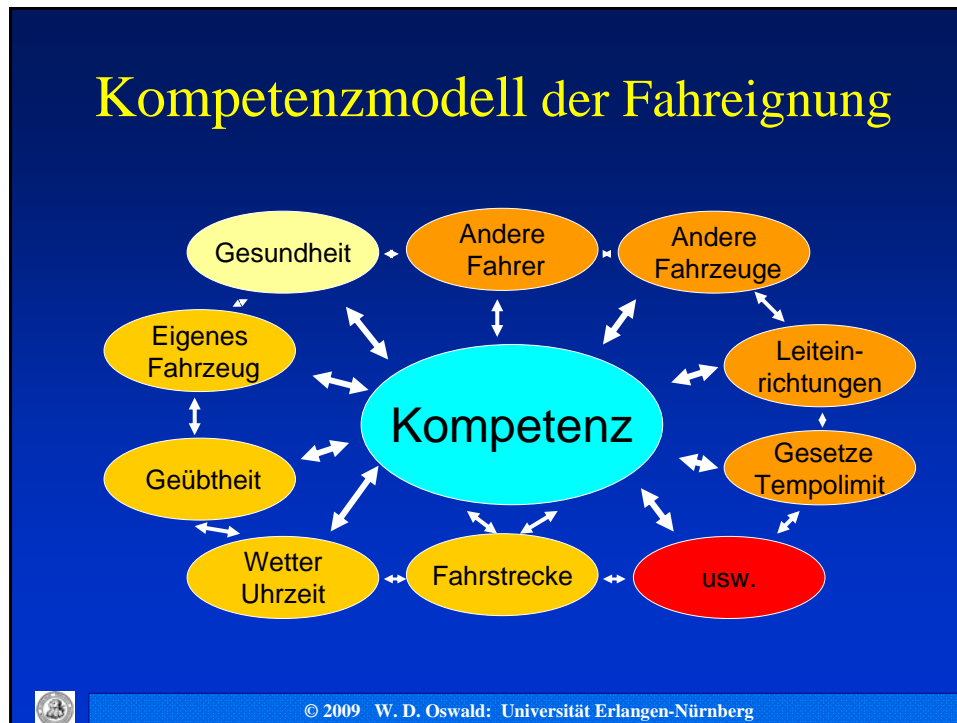 Kompetenzmodell der Fahreignung
Gesundheit
Andere
Fahrer
Andere
Fahrzeuge
Eigenes
Fahrzeug
Leitein-
richtungen
Kompetenz
Geübtheit
Gesetze
Tempolimit
Wetter
Uhrzeit
Fahrstrecke
usw.
© 2009 W. D. Oswald: Universität Erlangen-Nürnberg